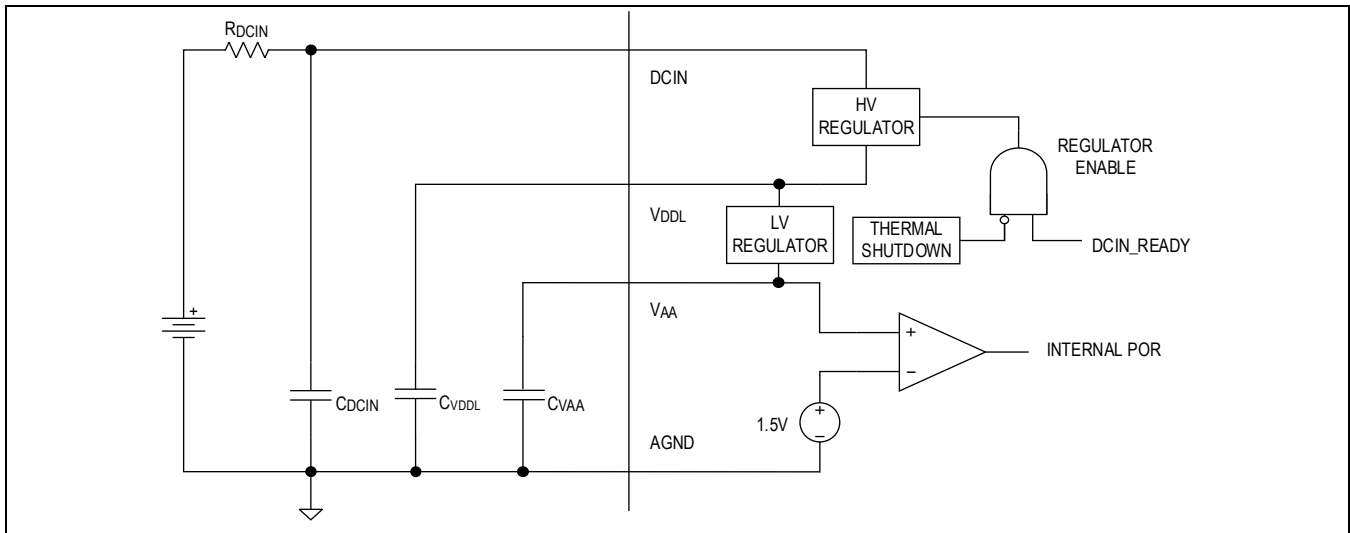 RDCIN
DCIN
HV
REGULATOR
REGULATOR
ENABLE
VDDL
LV
REGULATOR
THERMAL
SHUTDOWN
DCIN_READY
VAA
+
+
−
INTERNAL POR
CDCIN
CVDDL
CVAA
1.5V
+
−
AGND